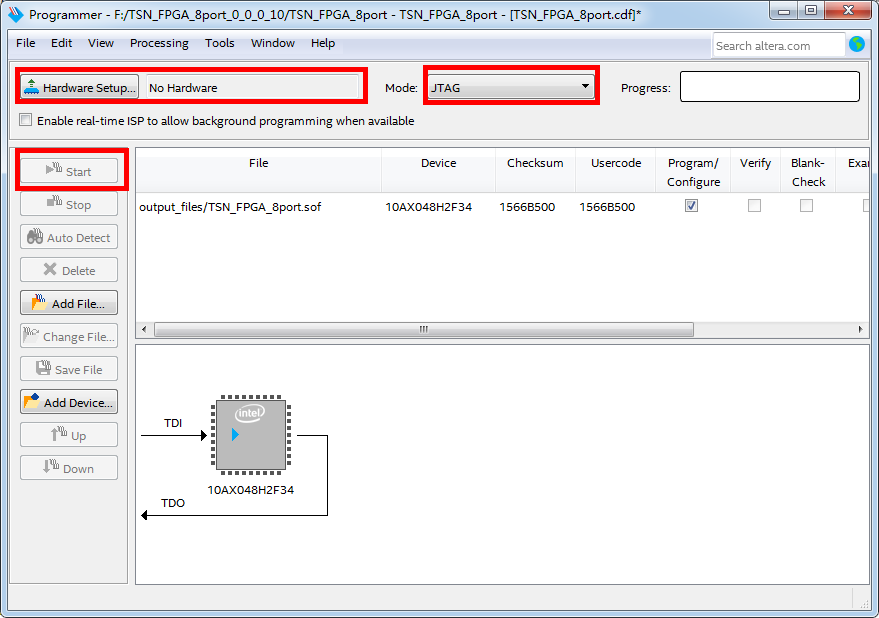 Programmer - F:/TSN_FPGA_8port_0_0_0_10/TSN_FPGA_8port - TSN_FPGA_8port - [TSN_FPGA_8port.cdf]*
File Edit View Processing Tools Window Help
Search altera.com
Hardware Setup... No Hardware
Mode: JTAG
Progress:
Enable real-time ISP to allow background programming when available
Start
Stop
Auto Detect
Delete
Add File...
Change File...
Save File
Add Device...
Up
Down
File Device Checksum Usercode Program/ Verify Blank- Exa
Configure Check
output_files/TSN_FPGA_8port.sof 10AX048H2F34 1566B500 1566B500
intel
TDI
10AX048H2F34
TDO